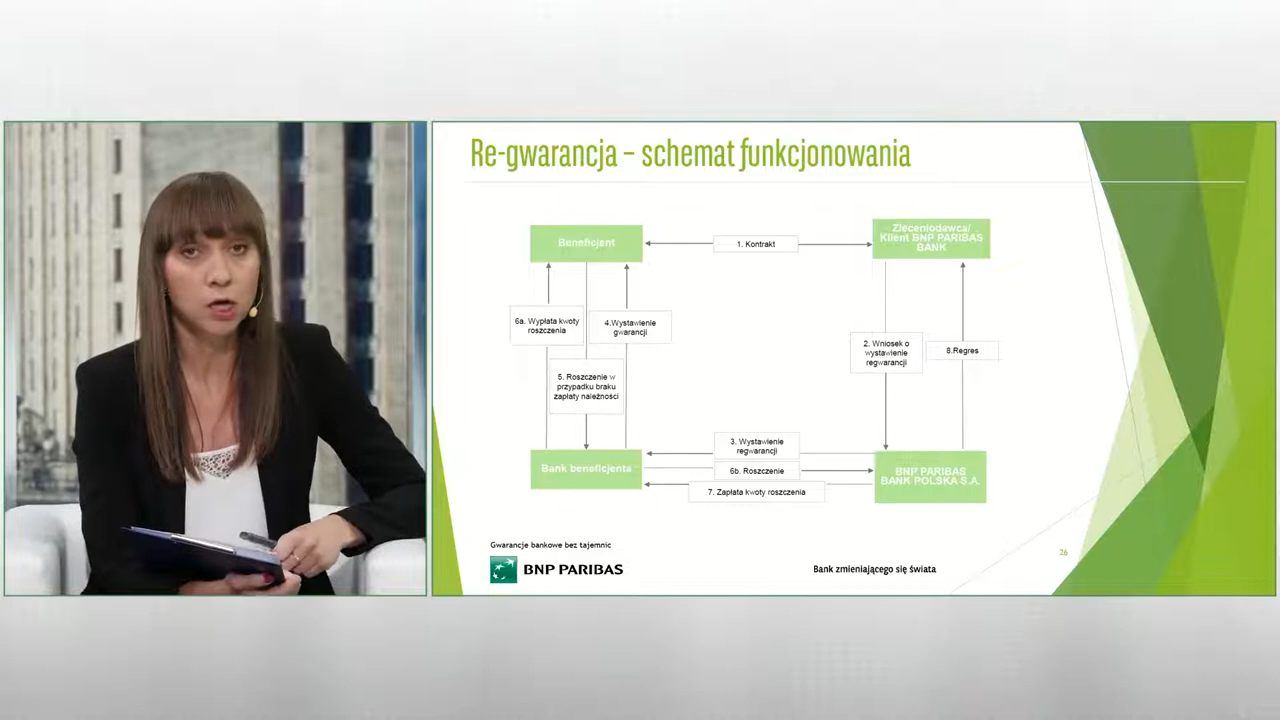 Re-gwarancja – schemat funkcjonowania
Beneficjent
1. Kontrakt
Zleceniodawca/
Klient BNP PARIBAS
BANK
6a. Wypłata kwoty
roszczenia
4.Wystawienie
gwarancji
5. Roszczenie w
przypadku braku
zapłaty należności
2. Wniosek o
wystawienie
regwarancji
8.Regres
Bank beneficjenta
3. Wystawienie
regwarancji
6b. Roszczenie
7. Zapłata kwoty roszczenia
BNP PARIBAS
BANK POLSKA S.A.
Gwarancje bankowe bez tajemnic
BNP PARIBAS
Bank zmieniającego się świata
26